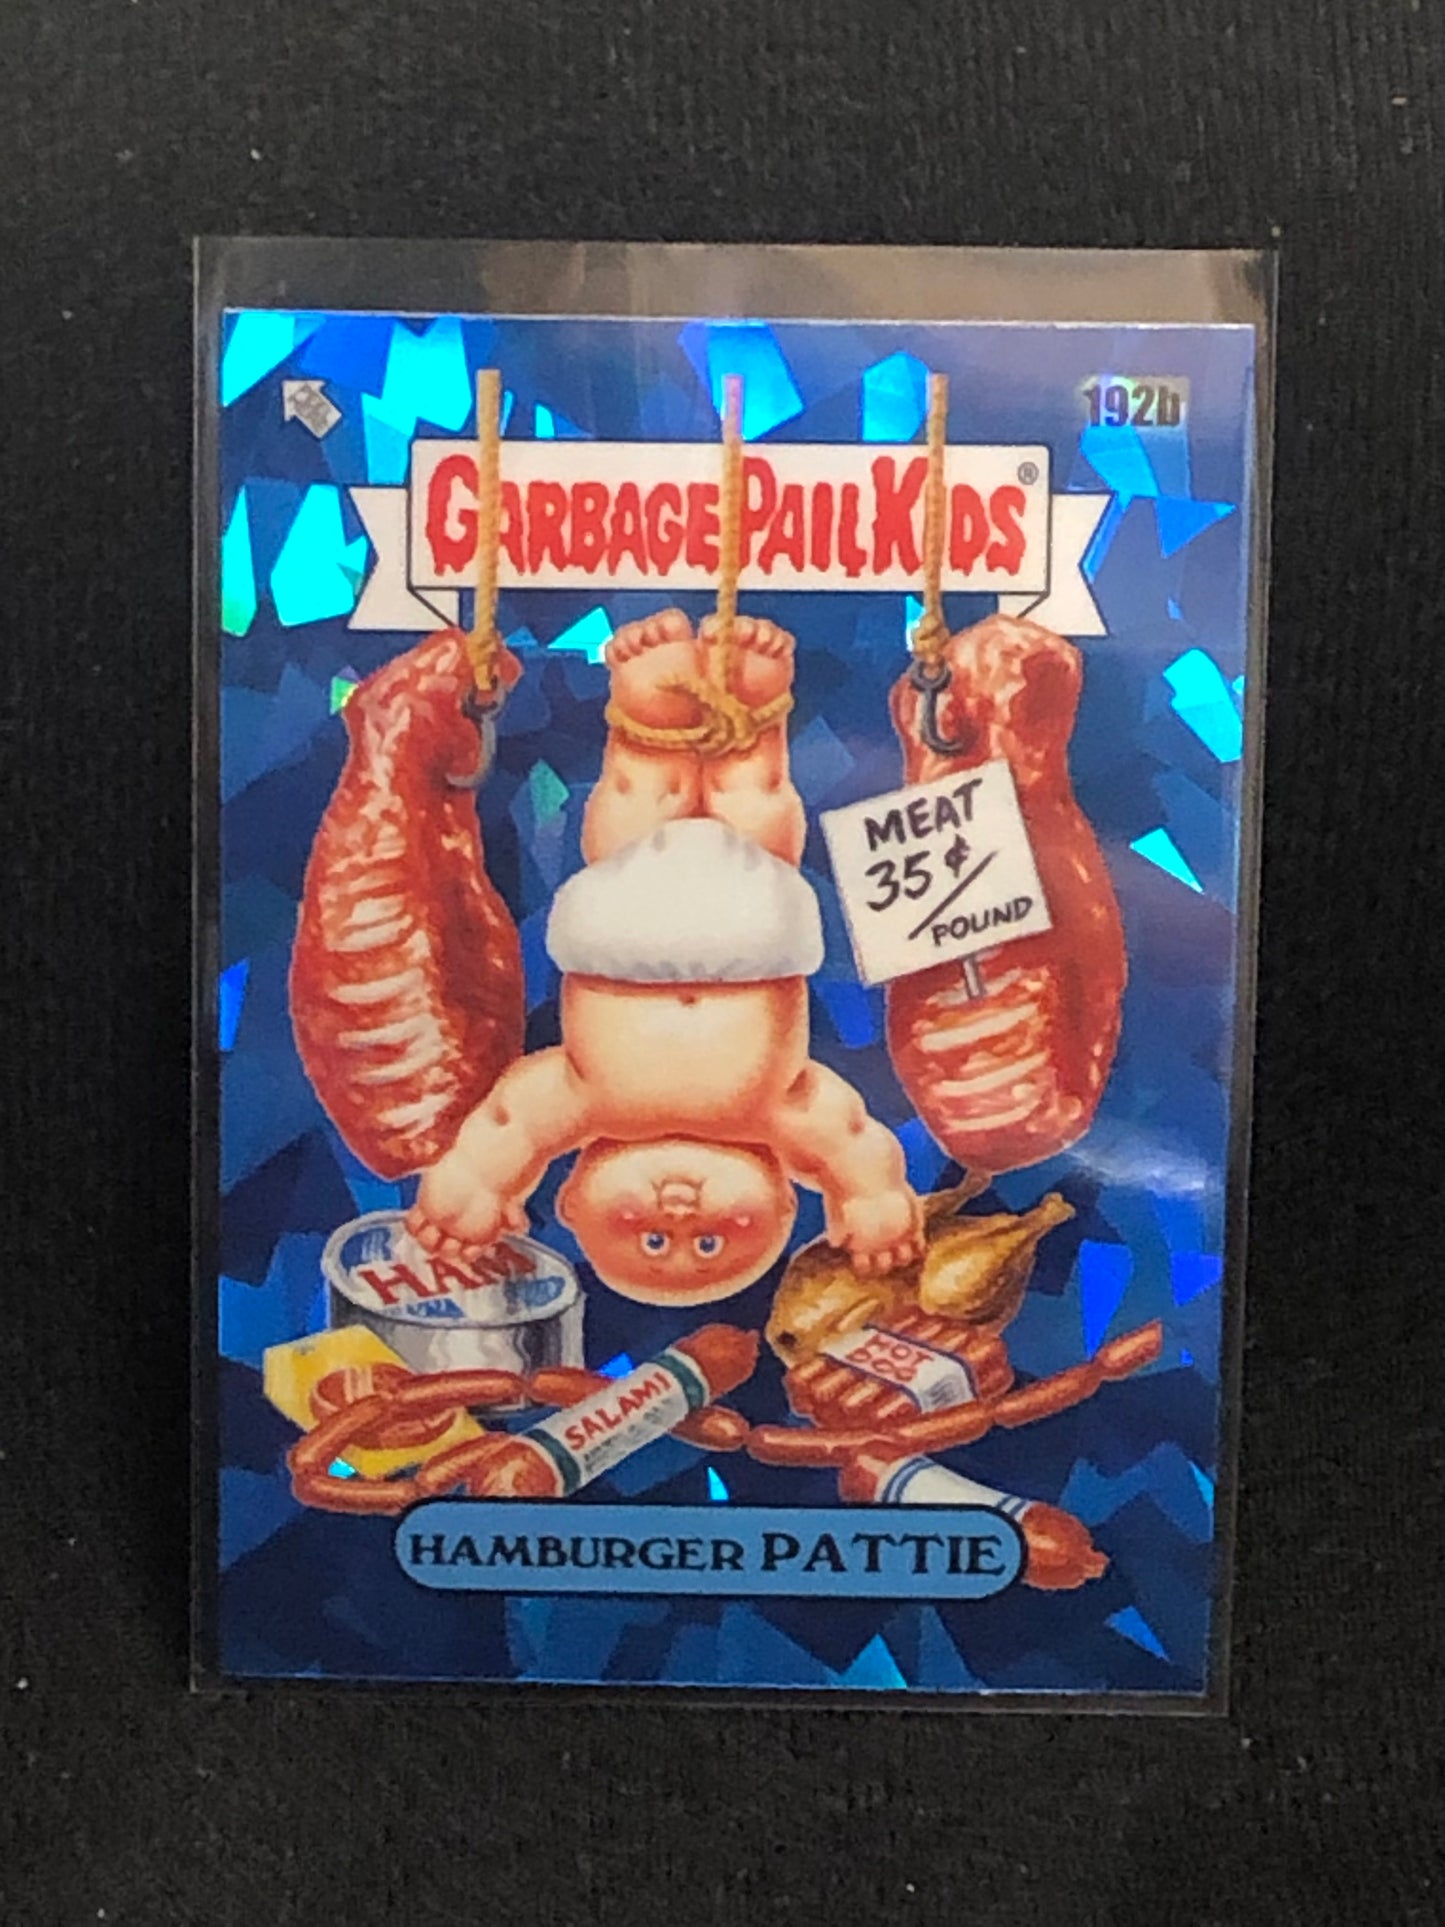 192b
GARBAGE PAIL KIDS®
MEAT
35¢/
POUND
HAM
HOT
DOG
SALAMI
HAMBURGER PATTIE